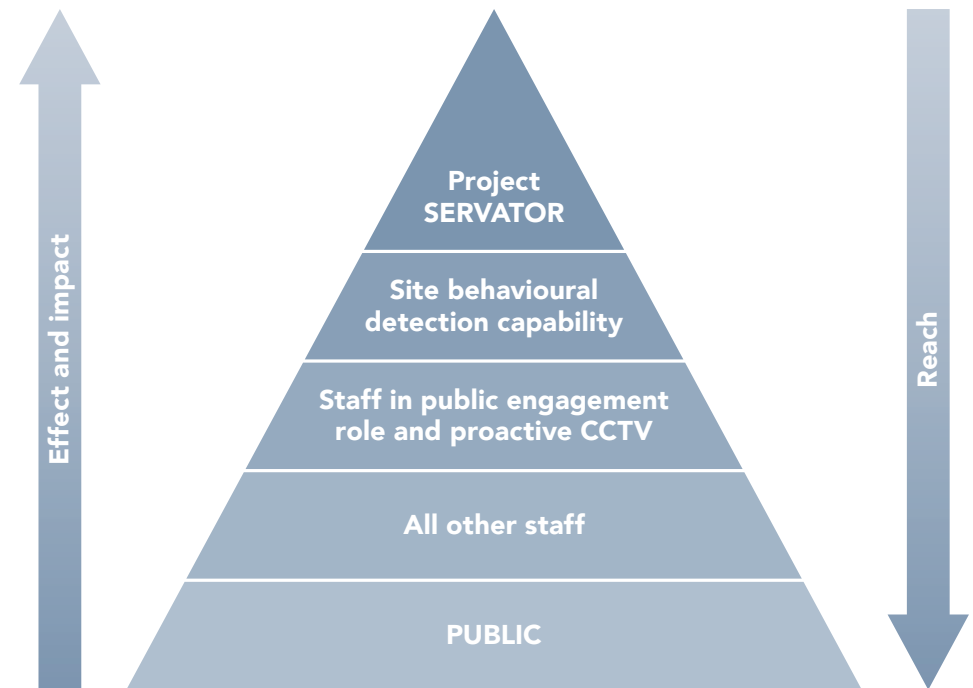 Effect and impact
Project
SERVATOR
Site behavioural
detection capability
Staff in public engagement
role and proactive CCTV
All other staff
PUBLIC
Reach